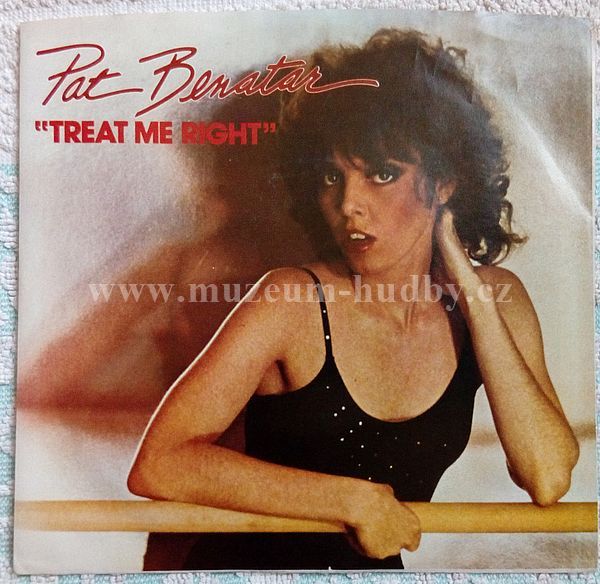 Pat Benatar
"TREAT ME RIGHT"
www.muzeum-hudby.cz